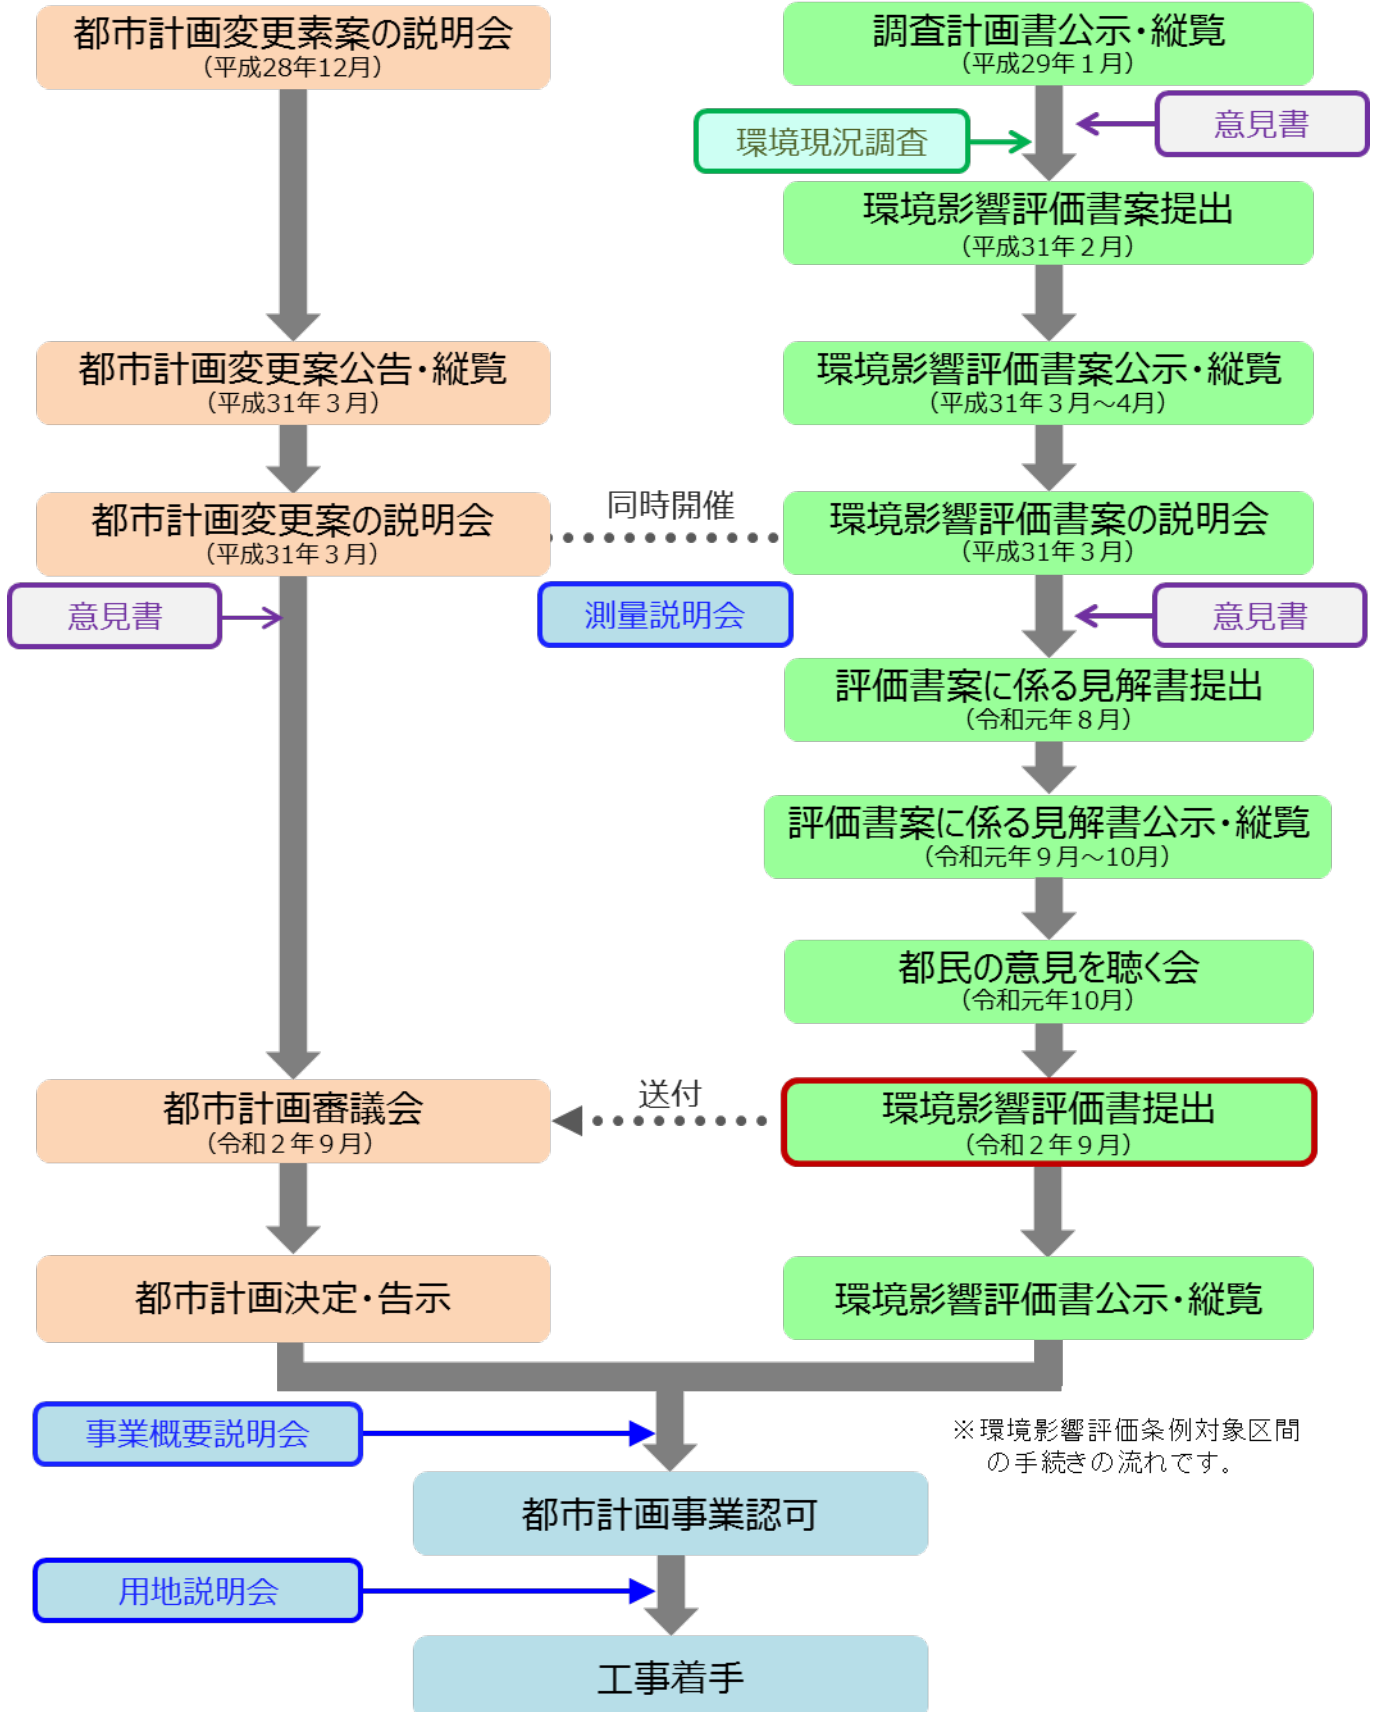 都市計画変更素案の説明会
（平成28年12月）
調査計画書公示・縦覧
（平成29年１月）
意見書
環境現況調査
環境影響評価書案提出
（平成31年２月）
都市計画変更案公告・縦覧
（平成31年３月）
環境影響評価書案公示・縦覧
（平成31年３月～4月）
都市計画変更案の説明会
（平成31年３月）
同時開催
環境影響評価書案の説明会
（平成31年３月）
意見書
測量説明会
意見書
評価書案に係る見解書提出
（令和元年８月）
評価書案に係る見解書公示・縦覧
（令和元年９月～10月）
都民の意見を聴く会
（令和元年10月）
都市計画審議会
（令和２年９月）
送付
環境影響評価書提出
（令和２年９月）
都市計画決定・告示
環境影響評価書公示・縦覧
事業概要説明会
※環境影響評価条例対象区間
の手続きの流れです。
都市計画事業認可
用地説明会
工事着手